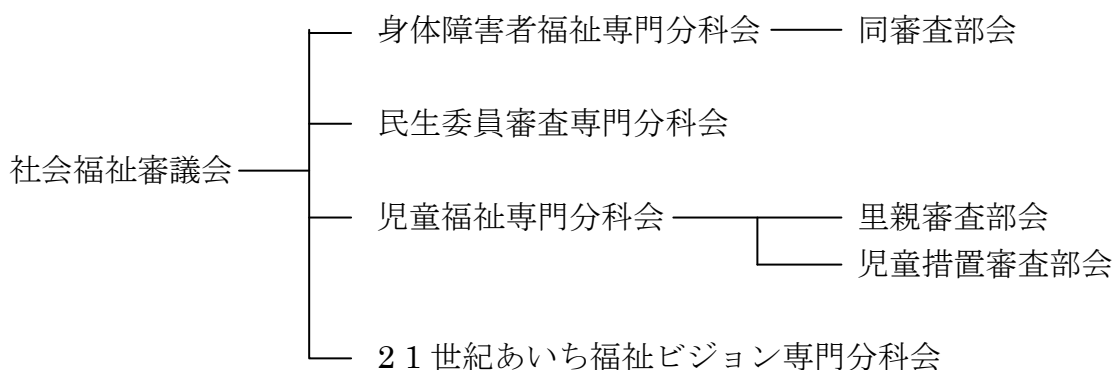 身体障害者福祉専門分科会 同審査部会
民生委員審査専門分科会
社会福祉審議会
児童福祉専門分科会 里親審査部会
児童措置審査部会
２１世紀あいち福祉ビジョン専門分科会